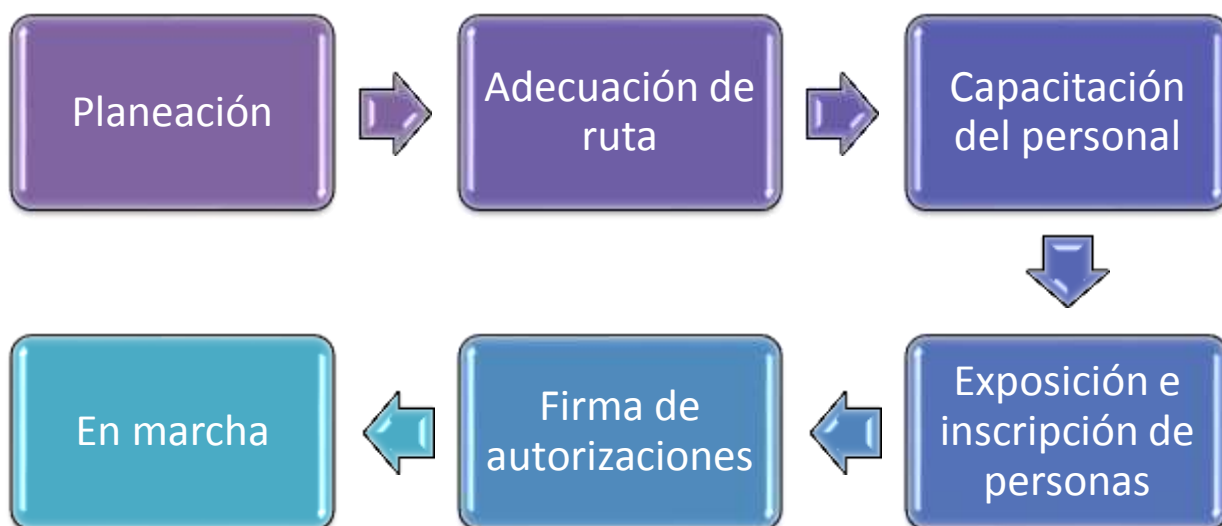 Planeación
Adecuación de
ruta
Capacitación
del personal
Exposición e
inscripción de
personas
Firma de
autorizaciones
En marcha